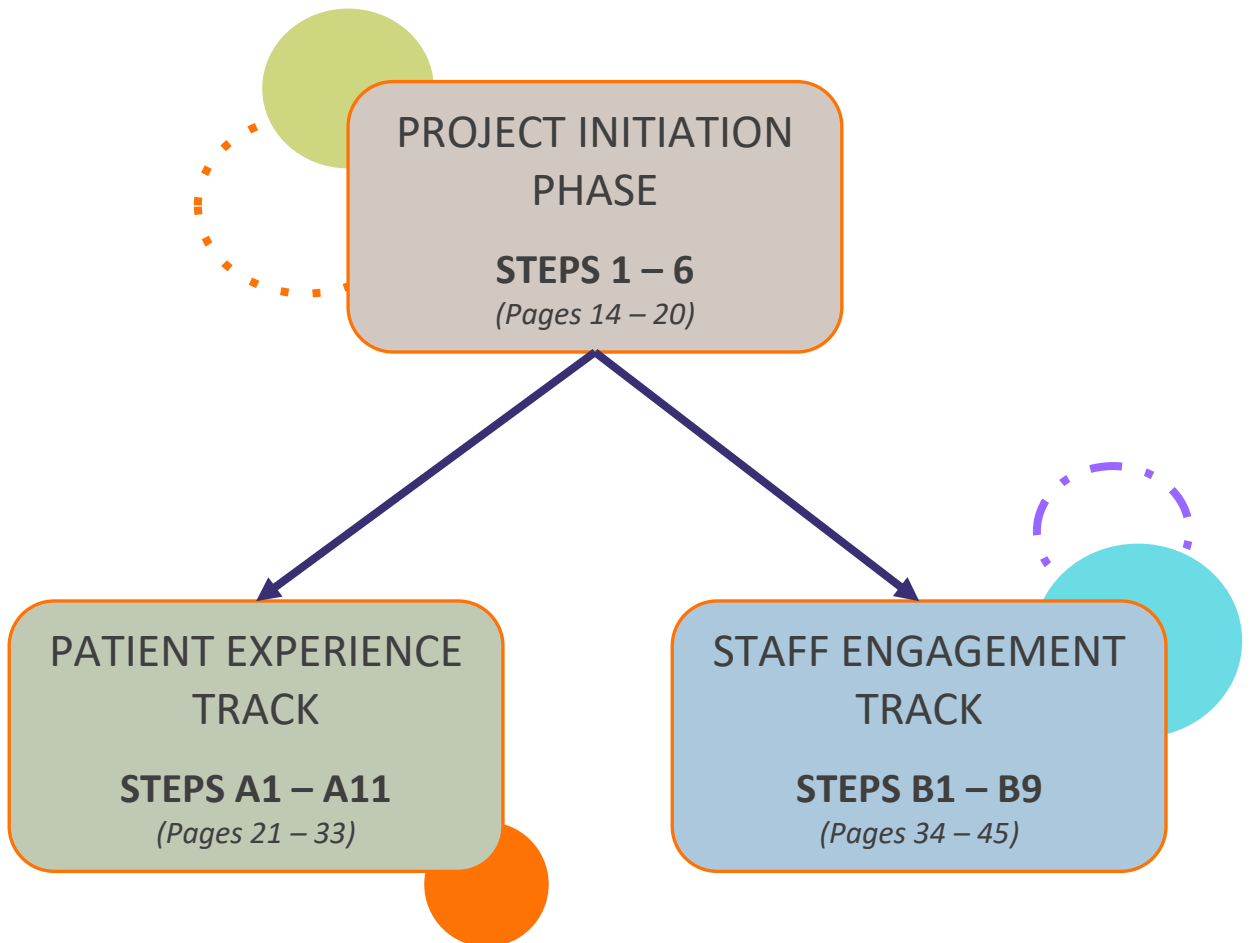 PROJECT INITIATION
PHASE
STEPS 1 – 6
(Pages 14 – 20)
PATIENT EXPERIENCE
TRACK
STEPS A1 – A11
(Pages 21 – 33)
STAFF ENGAGEMENT
TRACK
STEPS B1 – B9
(Pages 34 – 45)